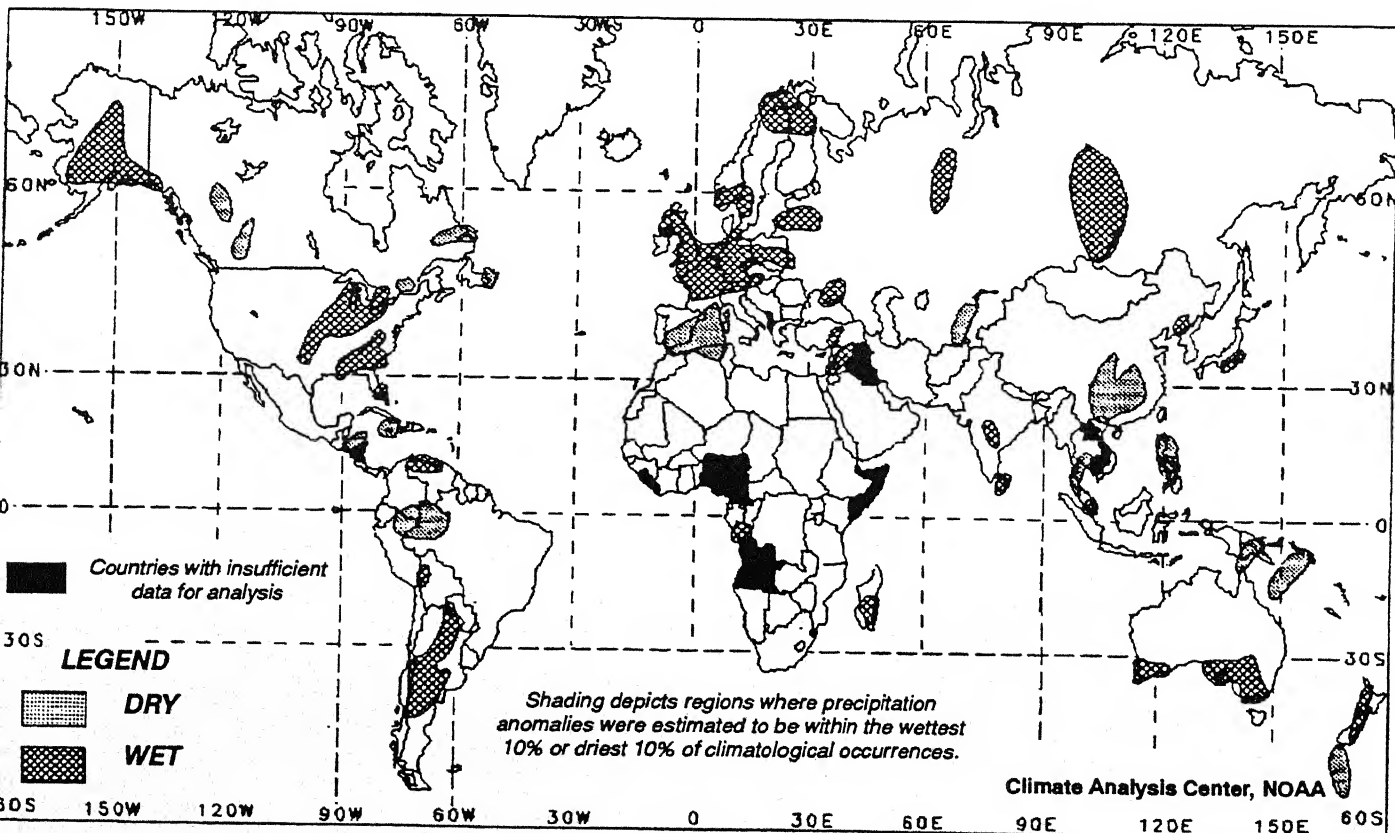 150W 120W 90W 60W 30W S 0 30E 60E 90E 120E 150E
60N 60N
30N 30N
0 0
Countries with insufficient
data for analysis
30S 30S
LEGEND
DRY
WET
Shading depicts regions where precipitation
anomalies were estimated to be within the wettest
10% or driest 10% of climatological occurrences.
Climate Analysis Center, NOAA
60S 150W 120W 90W 60W 30W 0 30E 60E 90E 120E 150E 60S